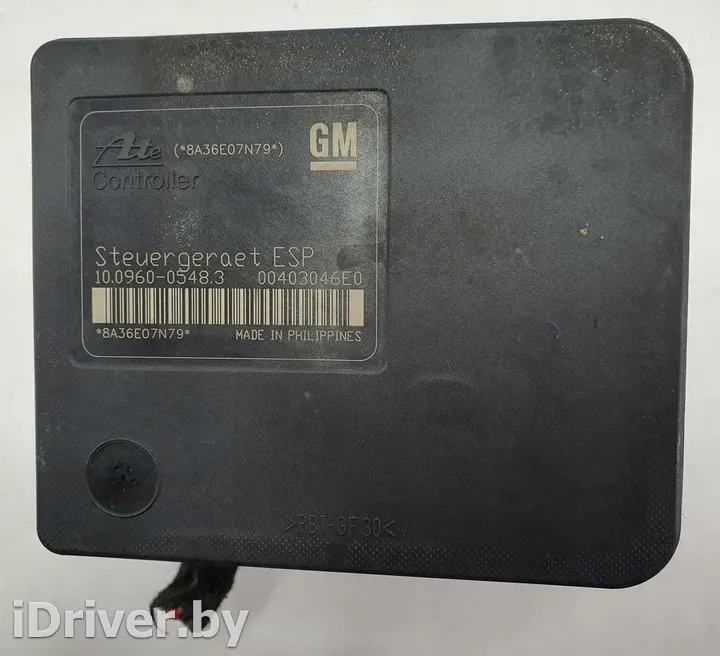 Ate (*8A36E07N79*) GM
Controller
Steuergeraet ESP
10.0960-0548.3 00403046E0
*8A36E07N79* MADE IN PHILIPPINES
>PBT-GF30<
iDriver.by